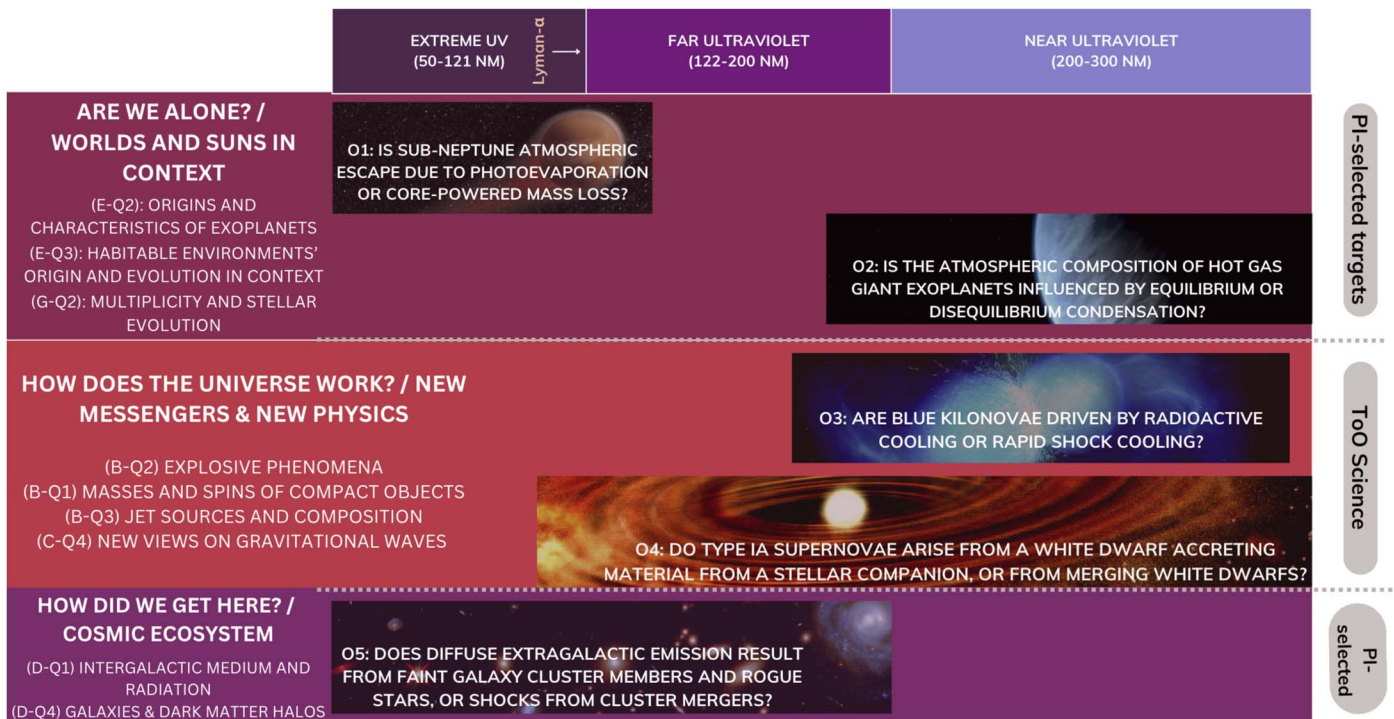 EXTREME UV
(50-121 NM)
Lyman-α
FAR ULTRAVIOLET
(122-200 NM)
NEAR ULTRAVIOLET
(200-300 NM)
ARE WE ALONE? /
WORLDS AND SUNS IN
CONTEXT
(E-Q2): ORIGINS AND
CHARACTERISTICS OF EXOPLANETS
(E-Q3): HABITABLE ENVIRONMENTS'
ORIGIN AND EVOLUTION IN CONTEXT
(G-Q2): MULTIPLICITY AND STELLAR
EVOLUTION
O1: IS SUB-NEPTUNE ATMOSPHERIC
ESCAPE DUE TO PHOTOEVAPORATION
OR CORE-POWERED MASS LOSS?
O2: IS THE ATMOSPHERIC COMPOSITION OF HOT GAS
GIANT EXOPLANETS INFLUENCED BY EQUILIBRIUM OR
DISEQUILIBRIUM CONDENSATION?
PI-selected targets
HOW DOES THE UNIVERSE WORK? / NEW
MESSENGERS & NEW PHYSICS
(B-Q2) EXPLOSIVE PHENOMENA
(B-Q1) MASSES AND SPINS OF COMPACT OBJECTS
(B-Q3) JET SOURCES AND COMPOSITION
(C-Q4) NEW VIEWS ON GRAVITATIONAL WAVES
O3: ARE BLUE KILONOVAE DRIVEN BY RADIOACTIVE
COOLING OR RAPID SHOCK COOLING?
O4: DO TYPE IA SUPERNOVAE ARISE FROM A WHITE DWARF ACCRETING
MATERIAL FROM A STELLAR COMPANION, OR FROM MERGING WHITE DWARFS?
ToO Science
HOW DID WE GET HERE? /
COSMIC ECOSYSTEM
(D-Q1) INTERGALACTIC MEDIUM AND
RADIATION
(D-Q4) GALAXIES & DARK MATTER HALOS
O5: DOES DIFFUSE EXTRAGALACTIC EMISSION RESULT
FROM FAINT GALAXY CLUSTER MEMBERS AND ROGUE
STARS, OR SHOCKS FROM CLUSTER MERGERS?
PI-
selected